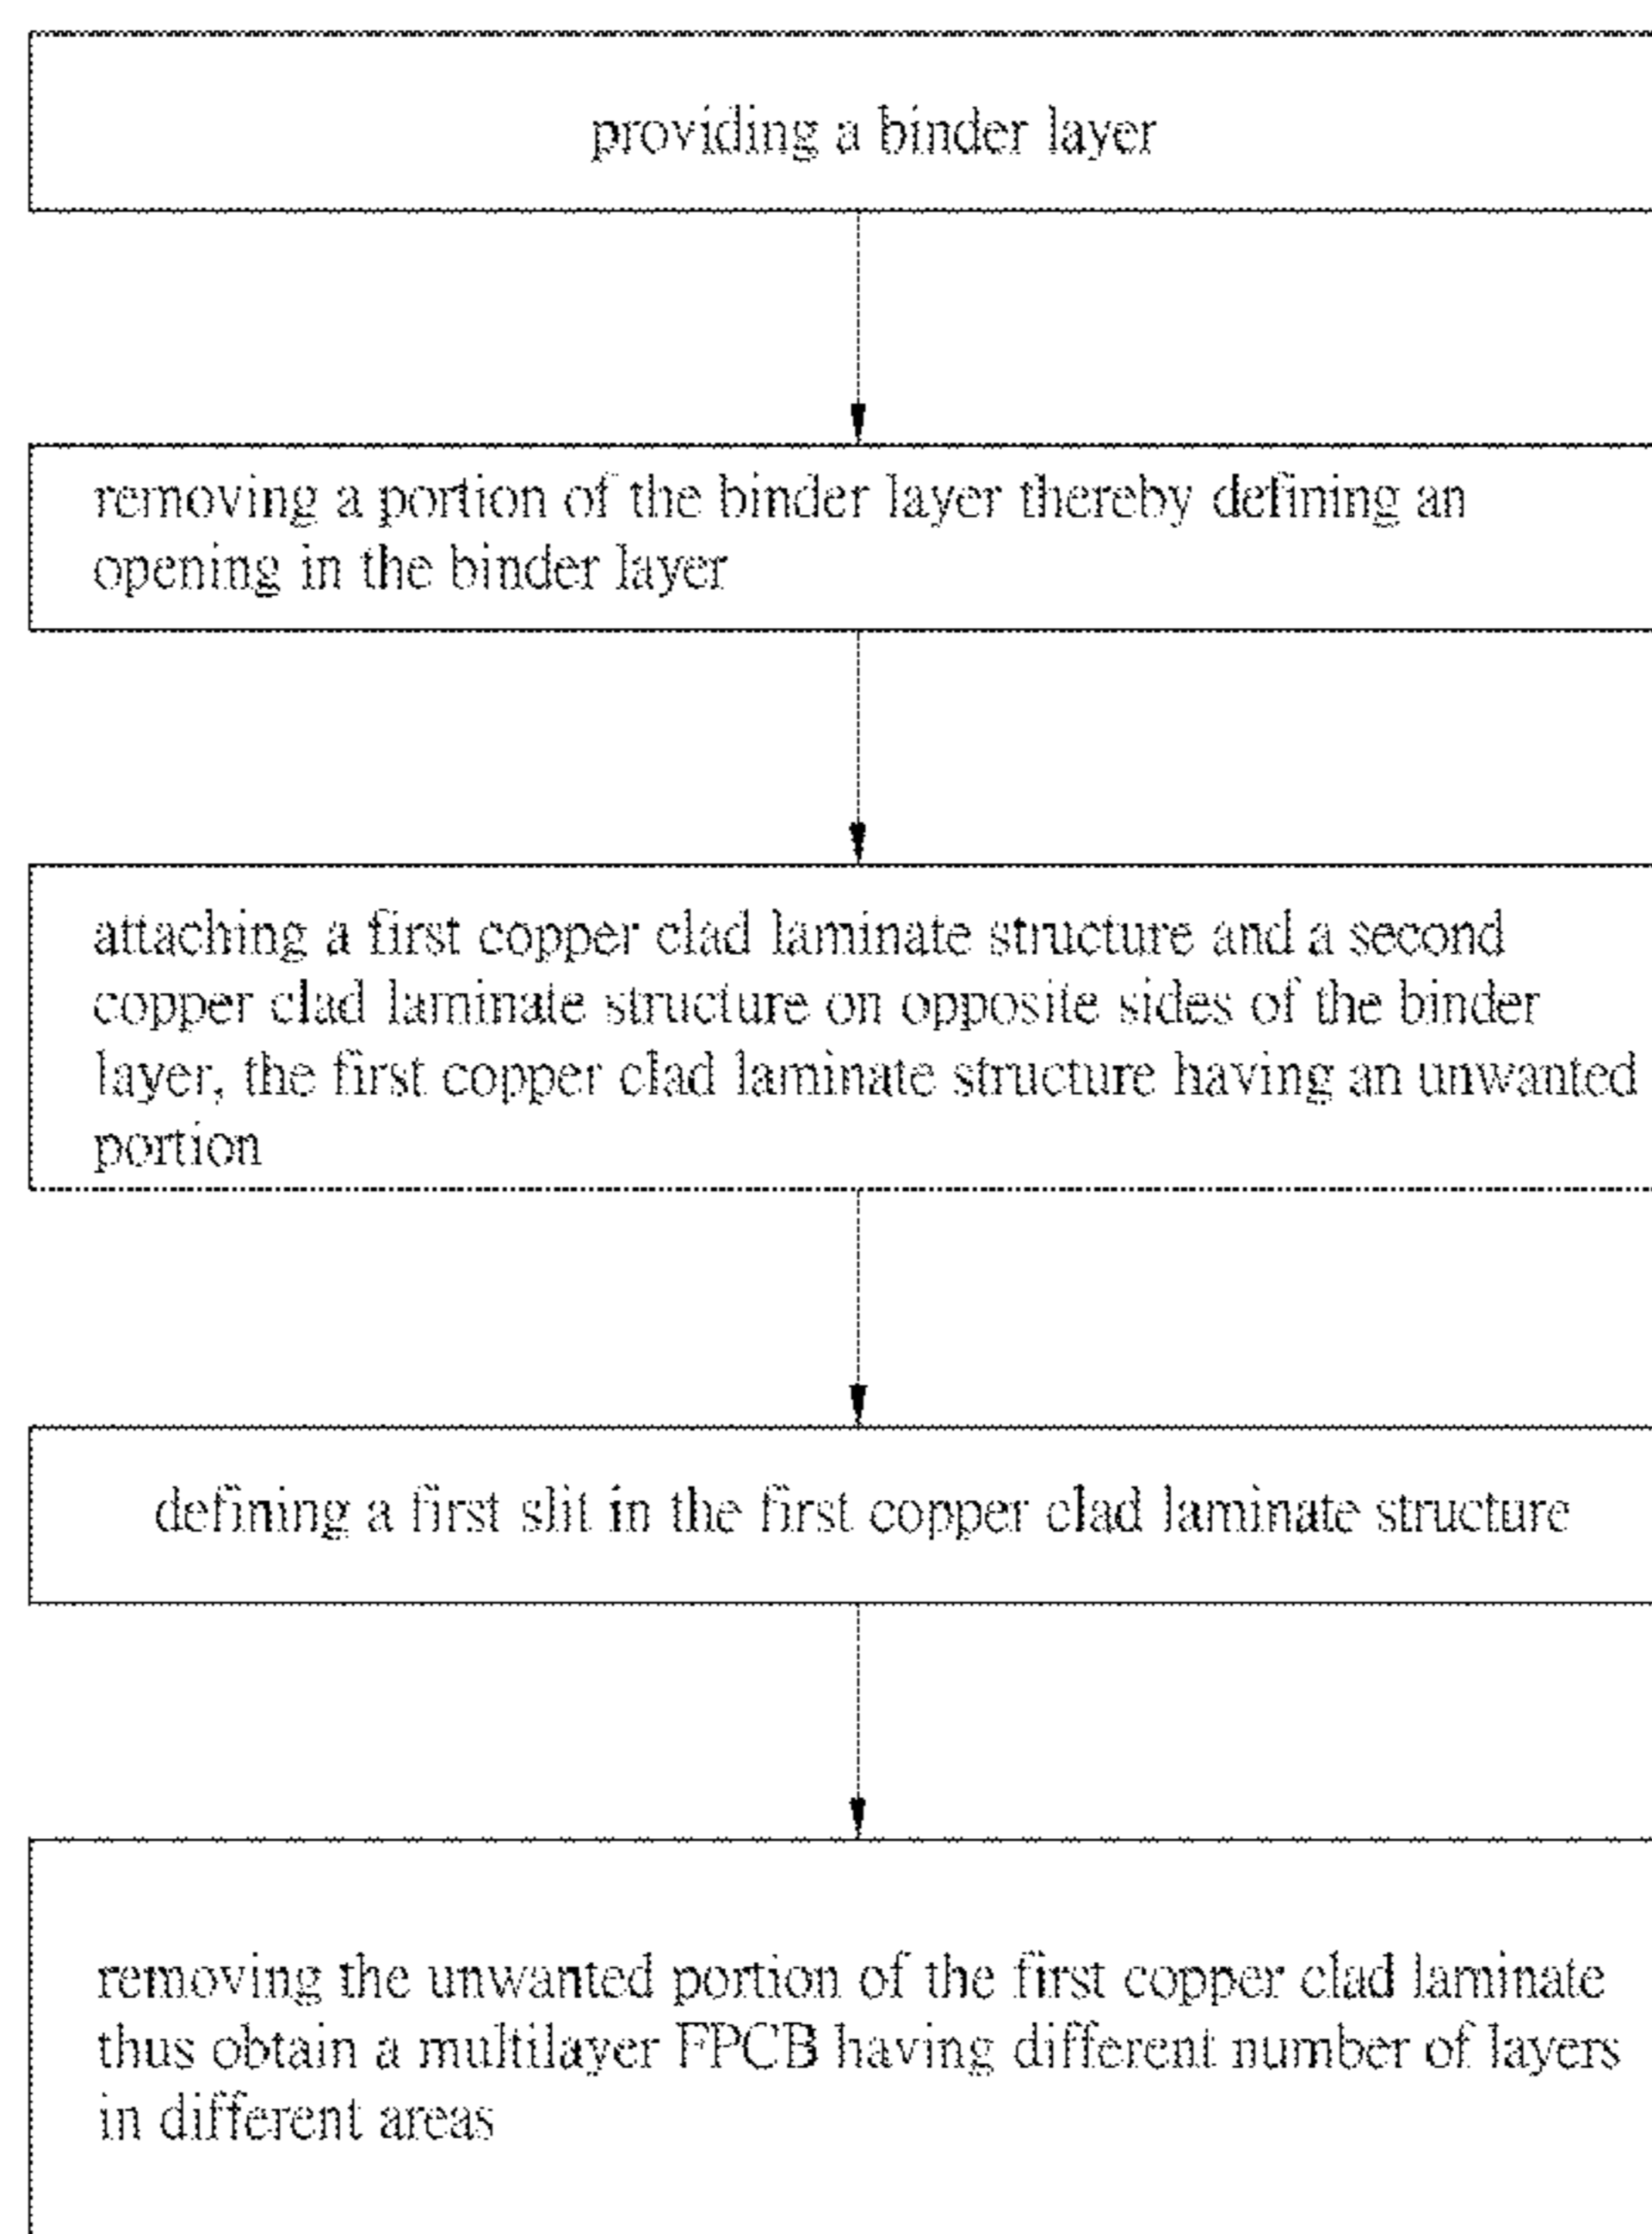 providing a binder layer
removing a portion of the binder layer thereby defining an
opening in the binder layer
attaching a first copper clad laminate structure and a second
copper clad laminate structure on opposite sides of the binder
layer, the first copper clad laminate structure having an unwanted
portion
defining a first slit in the first copper clad laminate structure
removing the unwanted portion of the first copper clad laminate
thus obtain a multilayer FPCB having different number of layers
in different areas